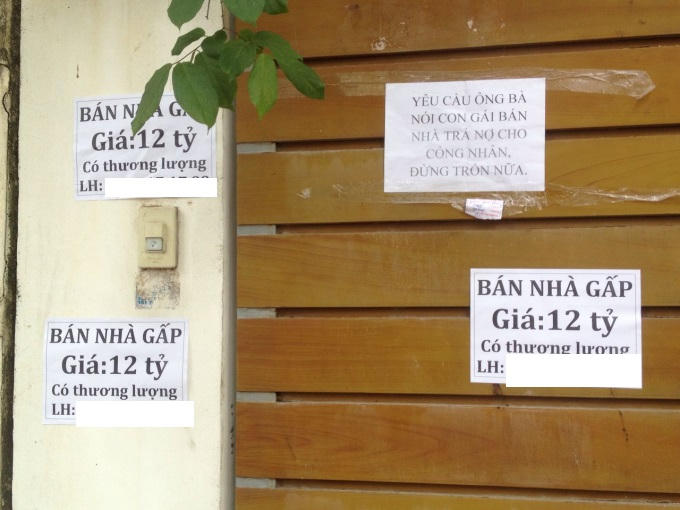 BÁN NHÀ
Giá:12 tỷ
Có thương lượng
LH:
YÊU CẦU ÔNG BÀ
NÓI CON GÁI BÁN
NHÀ TRẢ NỢ CHO
CÔNG NHÂN,
ĐỪNG TRỐN NỮA.
BÁN NHÀ GẤP
Giá:12 tỷ
Có thương lượng
LH:
BÁN NHÀ GẤP
Giá:12 tỷ
Có thương lượng
LH: